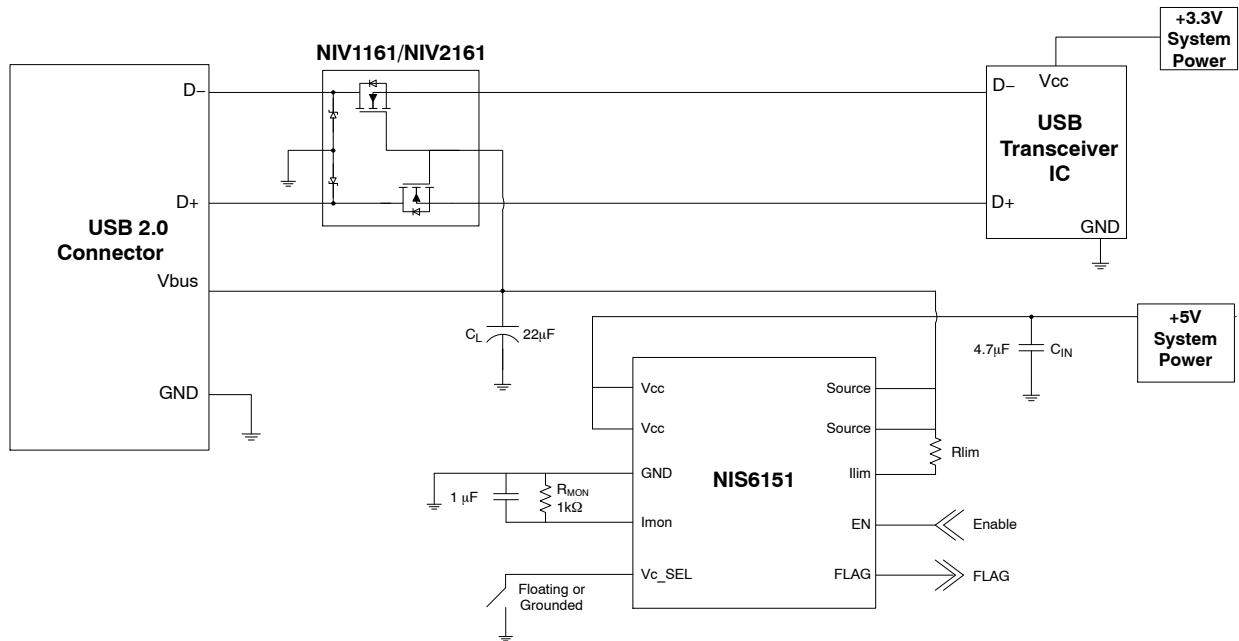 +3.3V
System
Power
NIV1161/NIV2161
D−
D−
Vcc
USB
Transceiver
IC
D+
D+
GND
USB 2.0
Connector
Vbus
CL
22μF
+5V
System
Power
4.7μF
CIN
GND
Vcc
Source
Vcc
Source
Rlim
GND
NIS6151
Ilim
1 μF
RMON
1kΩ
Imon
EN
Enable
Vc_SEL
FLAG
FLAG
Floating or
Grounded